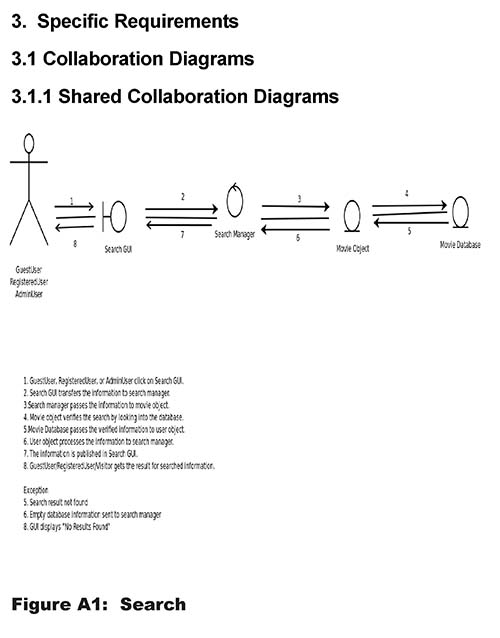 3.  Specific Requirements
3.1 Collaboration Diagrams
3.1.1 Shared Collaboration Diagrams
1
2
3
4
8
7
6
5
Search GUI
Search Manager
Movie Object
Movie Database
GuestUser
RegisteredUser
AdminUser
1. GuestUser, RegisteredUser, or AdminUser click on Search GUI.
2. Search GUI transfers the information to search manager.
3.Search manager passes the information to movie object.
4. Movie object verifies the search by looking into the database.
5.Movie Database passes the verified information to user object.
6. User object processes the information to search manager.
7. The information is published in Search GUI.
8. GuestUser/RegisteredUser/Visitor gets the result for searched information.
Exception
5. Search result not found
6. Empty database information sent to search manager
8. GUI displays "No Results Found"
Figure A1:  Search